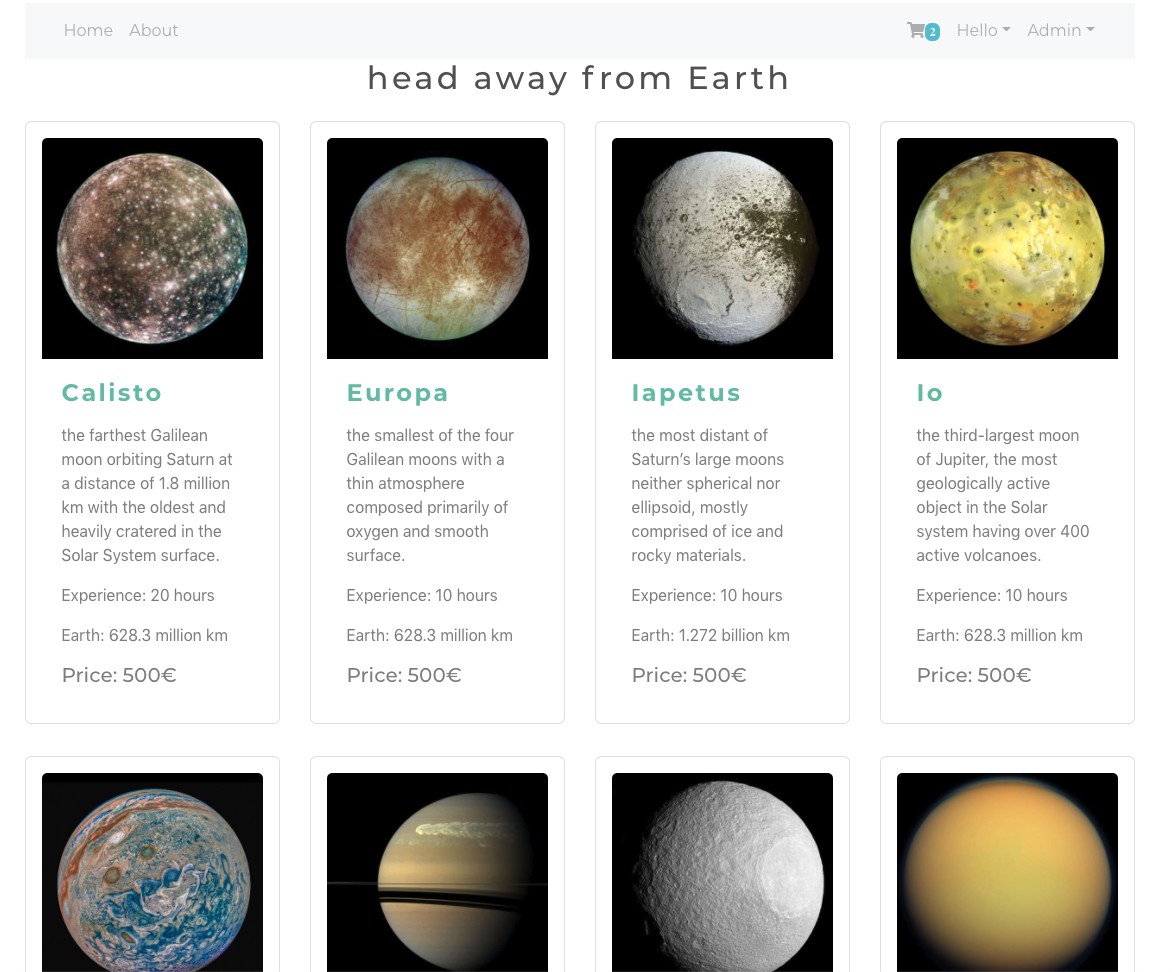 Home About 2 Hello Admin
head away from Earth
Calisto
the farthest Galilean
moon orbiting Saturn at
a distance of 1.8 million
km with the oldest and
heavily cratered in the
Solar System surface.
Experience: 20 hours
Earth: 628.3 million km
Price: 500€
Europa
the smallest of the four
Galilean moons with a
thin atmosphere
composed primarily of
oxygen and smooth
surface.
Experience: 10 hours
Earth: 628.3 million km
Price: 500€
Iapetus
the most distant of
Saturn’s large moons
neither spherical nor
ellipsoid, mostly
comprised of ice and
rocky materials.
Experience: 10 hours
Earth: 1.272 billion km
Price: 500€
Io
the third-largest moon
of Jupiter, the most
geologically active
object in the Solar
system having over 400
active volcanoes.
Experience: 10 hours
Earth: 628.3 million km
Price: 500€